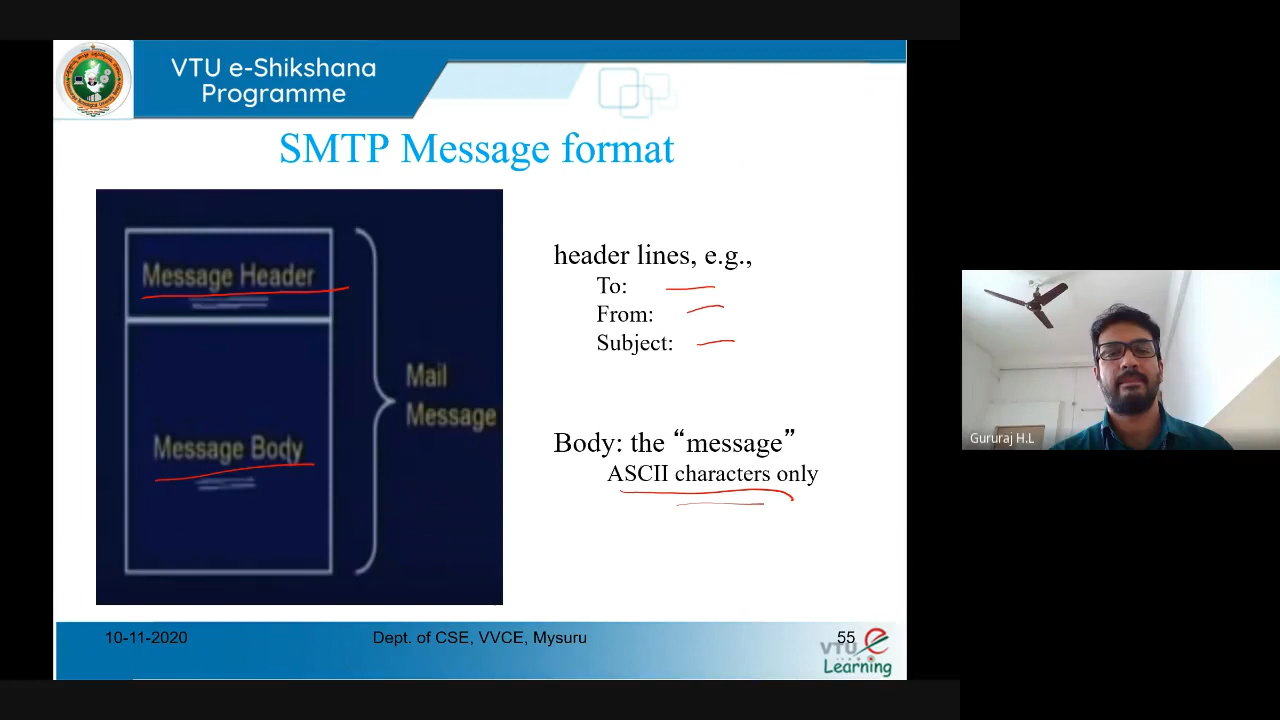 VTU e-Shikshana
Programme
SMTP Message format
Message Header
Message Body
Mail
Message
header lines, e.g.,
To:
From:
Subject:
Body: the “message”
ASCII characters only
Gururaj H.L
10-11-2020
Dept. of CSE, VVCE, Mysuru
55
VTU e
Learning